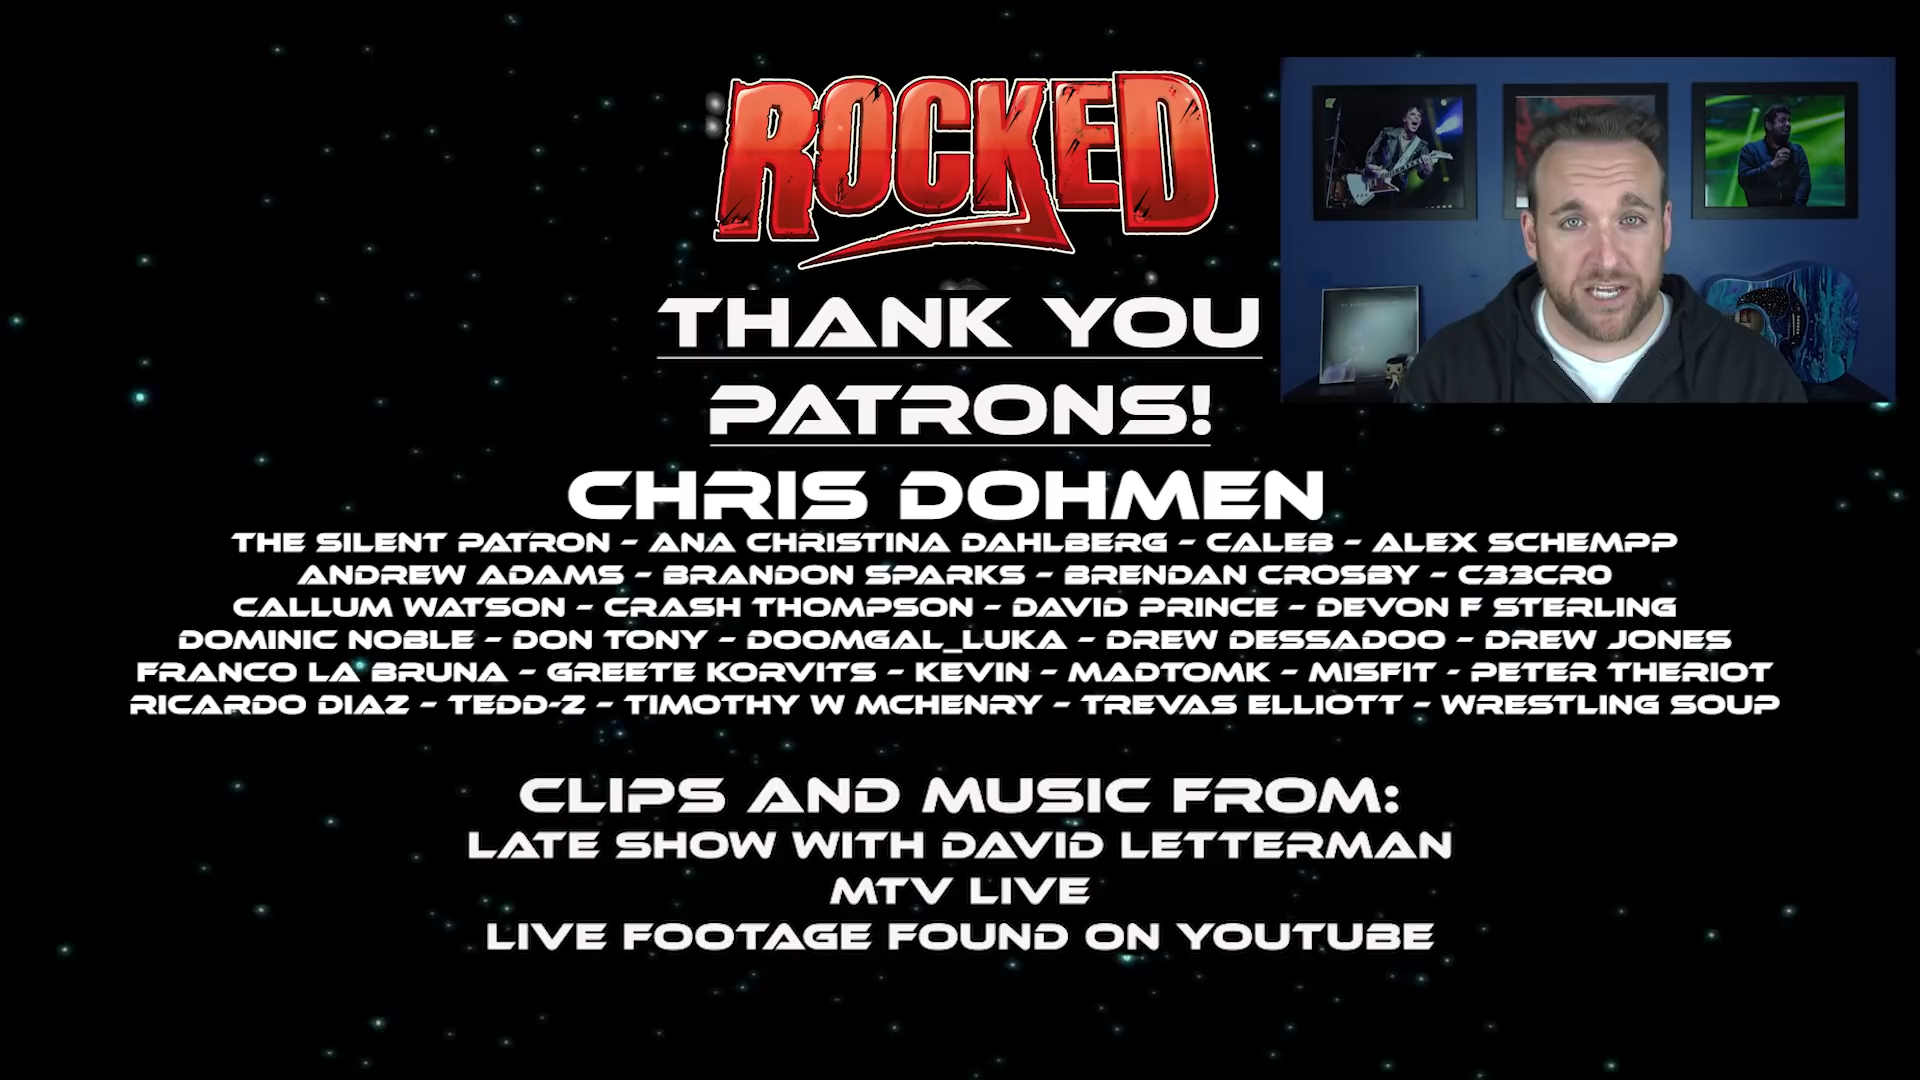 ROCKED
THANK YOU
PATRONS!
CHRIS DOHMEN
THE SILENT PATRON - ANA CHRISTINA DAHLBERG - CALEB - ALEX SCHEMPP
ANDREW ADAMS - BRANDON SPARKS - BRENDAN CROSBY - C33CR0
CALLUM WATSON - CRASH THOMPSON - DAVID PRINCE - DEVON F STERLING
DOMINIC NOBLE - DON TONY - DOOMGAL_LUKA - DREW DESSADOO - DREW JONES
FRANCO LA BRUNA - GREETE KORVITS - KEVIN - MADTOMK - MISFIT - PETER THERIOT
RICARDO DIAZ - TEDD-Z - TIMOTHY W MCHENRY - TREVAS ELLIOTT - WRESTLING SOUP
CLIPS AND MUSIC FROM:
LATE SHOW WITH DAVID LETTERMAN
MTV LIVE
LIVE FOOTAGE FOUND ON YOUTUBE